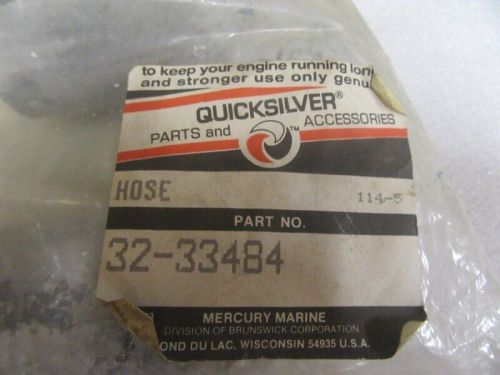 to keep your engine running lon
and stronger use only genu
QUICKSILVER®
PARTS and ACCESSORIES
TM
HOSE 114-5
PART NO.
32-33484
MERCURY MARINE
DIVISION OF BRUNSWICK CORPORATION
OND DU LAC. WISCONSIN 54935 U.S.A.